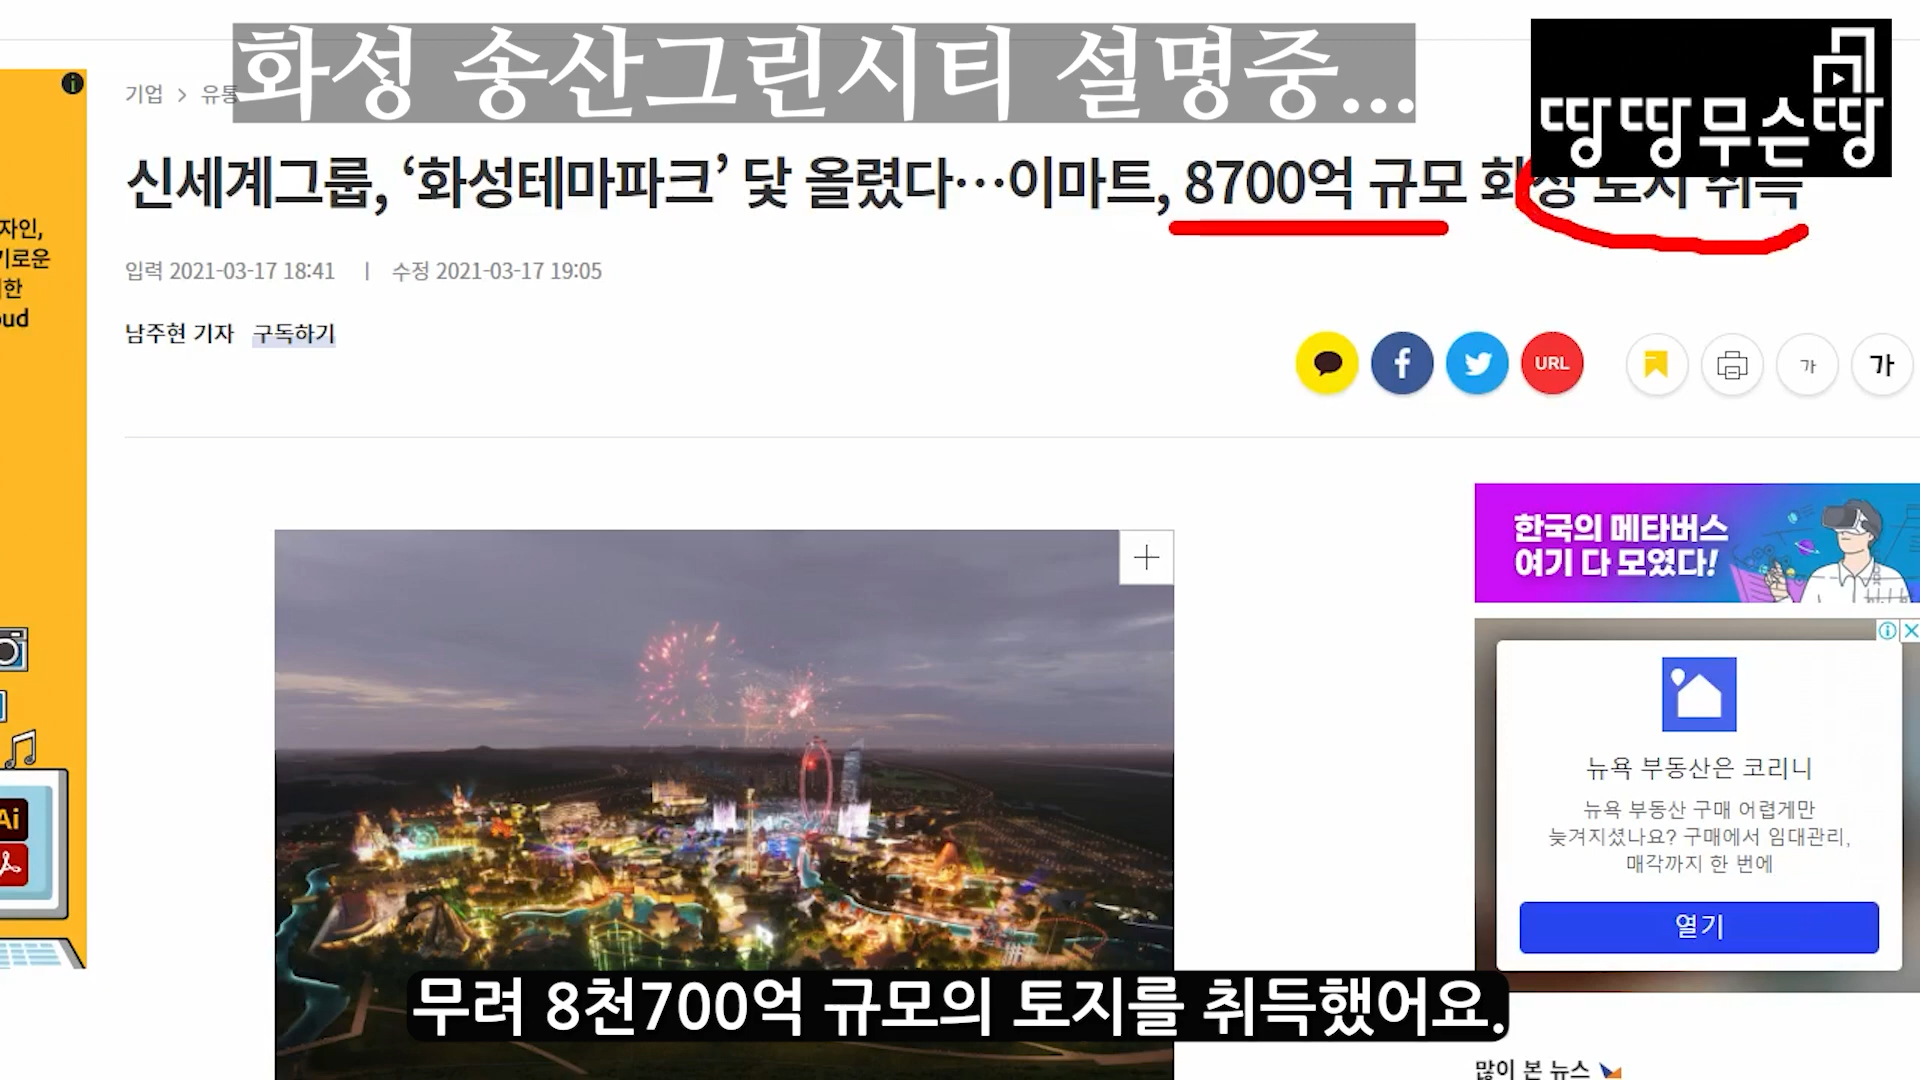 화성 송산그린시티 설명중...
땅땅무슨땅
기업 > 유통
신세계그룹, ‘화성테마파크’ 닻 올렸다…이마트, 8700억 규모 화성 토지 취득
입력 2021-03-17 18:41 | 수정 2021-03-17 19:05
남주현 기자 구독하기
URL
가
가
자인,
기로운
한
oud
Ai
한국의 메타버스
여기 다 모였다!
뉴욕 부동산은 코리니
뉴욕 부동산 구매 어렵게만
늦겨지셨나요? 구매에서 임대관리,
매각까지 한 번에
열기
무려 8천700억 규모의 토지를 취득했어요.
많이 본 뉴스